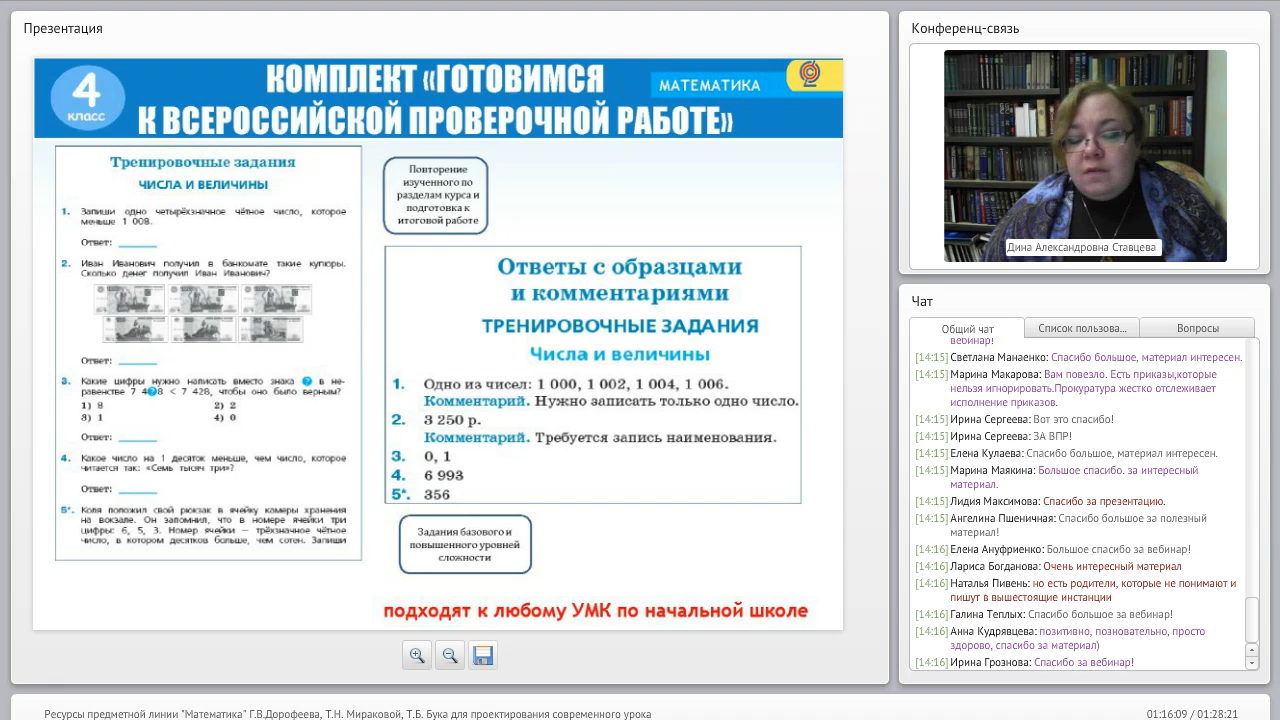 Презентация
4
класс
КОМПЛЕКТ «ГОТОВИМСЯ
К ВСЕРОССИЙСКОЙ ПРОВЕРОЧНОЙ РАБОТЕ»
МАТЕМАТИКА
Тренировочные задания
ЧИСЛА И ВЕЛИЧИНЫ
1. Запиши одно четырёхзначное чётное число, которое
меньше 1 008.
Ответ:
2. Иван Иванович получил в банкомате такие купюры.
Сколько денег получил Иван Иванович?
Ответ:
3. Какие цифры нужно написать вместо знака ? в не-
равенстве 7 4?8 < 7 428, чтобы оно было верным?
1) 8 2) 2
3) 1 4) 0
Ответ:
4. Какое число на 1 десяток меньше, чем число, которое
читается так: «Семь тысяч три»?
Ответ:
5*. Коля положил свой рюкзак в ячейку камеры хранения
на вокзале. Он запомнил, что в номере ячейки три
цифры: 6, 5, 3. Номер ячейки — трёхзначное чётное
число, в котором десятков больше, чем сотен. Запиши
Повторение
изученного по
разделам курса и
подготовка к
итоговой работе
Ответы с образцами
и комментариями
ТРЕНИРОВОЧНЫЕ ЗАДАНИЯ
Числа и величины
1. Одно из чисел: 1 000, 1 002, 1 004, 1 006.
Комментарий. Нужно записать только одно число.
2. 3 250 р.
Комментарий. Требуется запись наименования.
3. 0, 1
4. 6 993
5*. 356
Задания базового и
повышенного уровней
сложности
подходят к любому УМК по начальной школе
Конференц-связь
Дина Александровна Ставцева
Чат
Общий чат
Список пользова...
Вопросы
вебинар!
[14:15] Светлана Манаенко: Спасибо большое, материал интересен.
[14:15] Марина Макарова: Вам повезло. Есть приказы,которые
нельзя игнорировать.Прокуратура жестко отслеживает
исполнение приказов.
[14:15] Ирина Сергеева: Вот это спасибо!
[14:15] Ирина Сергеева: ЗА ВПР!
[14:15] Елена Кулаева: Спасибо большое, материал интересен.
[14:15] Марина Маякина: Большое спасибо. за интересный
материал.
[14:15] Лидия Максимова: Спасибо за презентацию.
[14:15] Ангелина Пшеничная: Спасибо большое за полезный
материал!
[14:16] Елена Ануфриенко: Большое спасибо за вебинар!
[14:16] Лариса Богданова: Очень интересный материал
[14:16] Наталья Пивень: но есть родители, которые не понимают и
пишут в вышестоящие инстанции
[14:16] Галина Теплых: Спасибо большое за вебинар!
[14:16] Анна Кудрявцева: позитивно, позновательно, просто
здорово, спасибо за материал)
[14:16] Ирина Грознова: Спасибо за вебинар!
Ресурсы предметной линии "Математика" Г.В.Дорофеева, Т.Н. Мираковой, Т.Б. Бука для проектирования современного урока
01:16:09 / 01:28:21